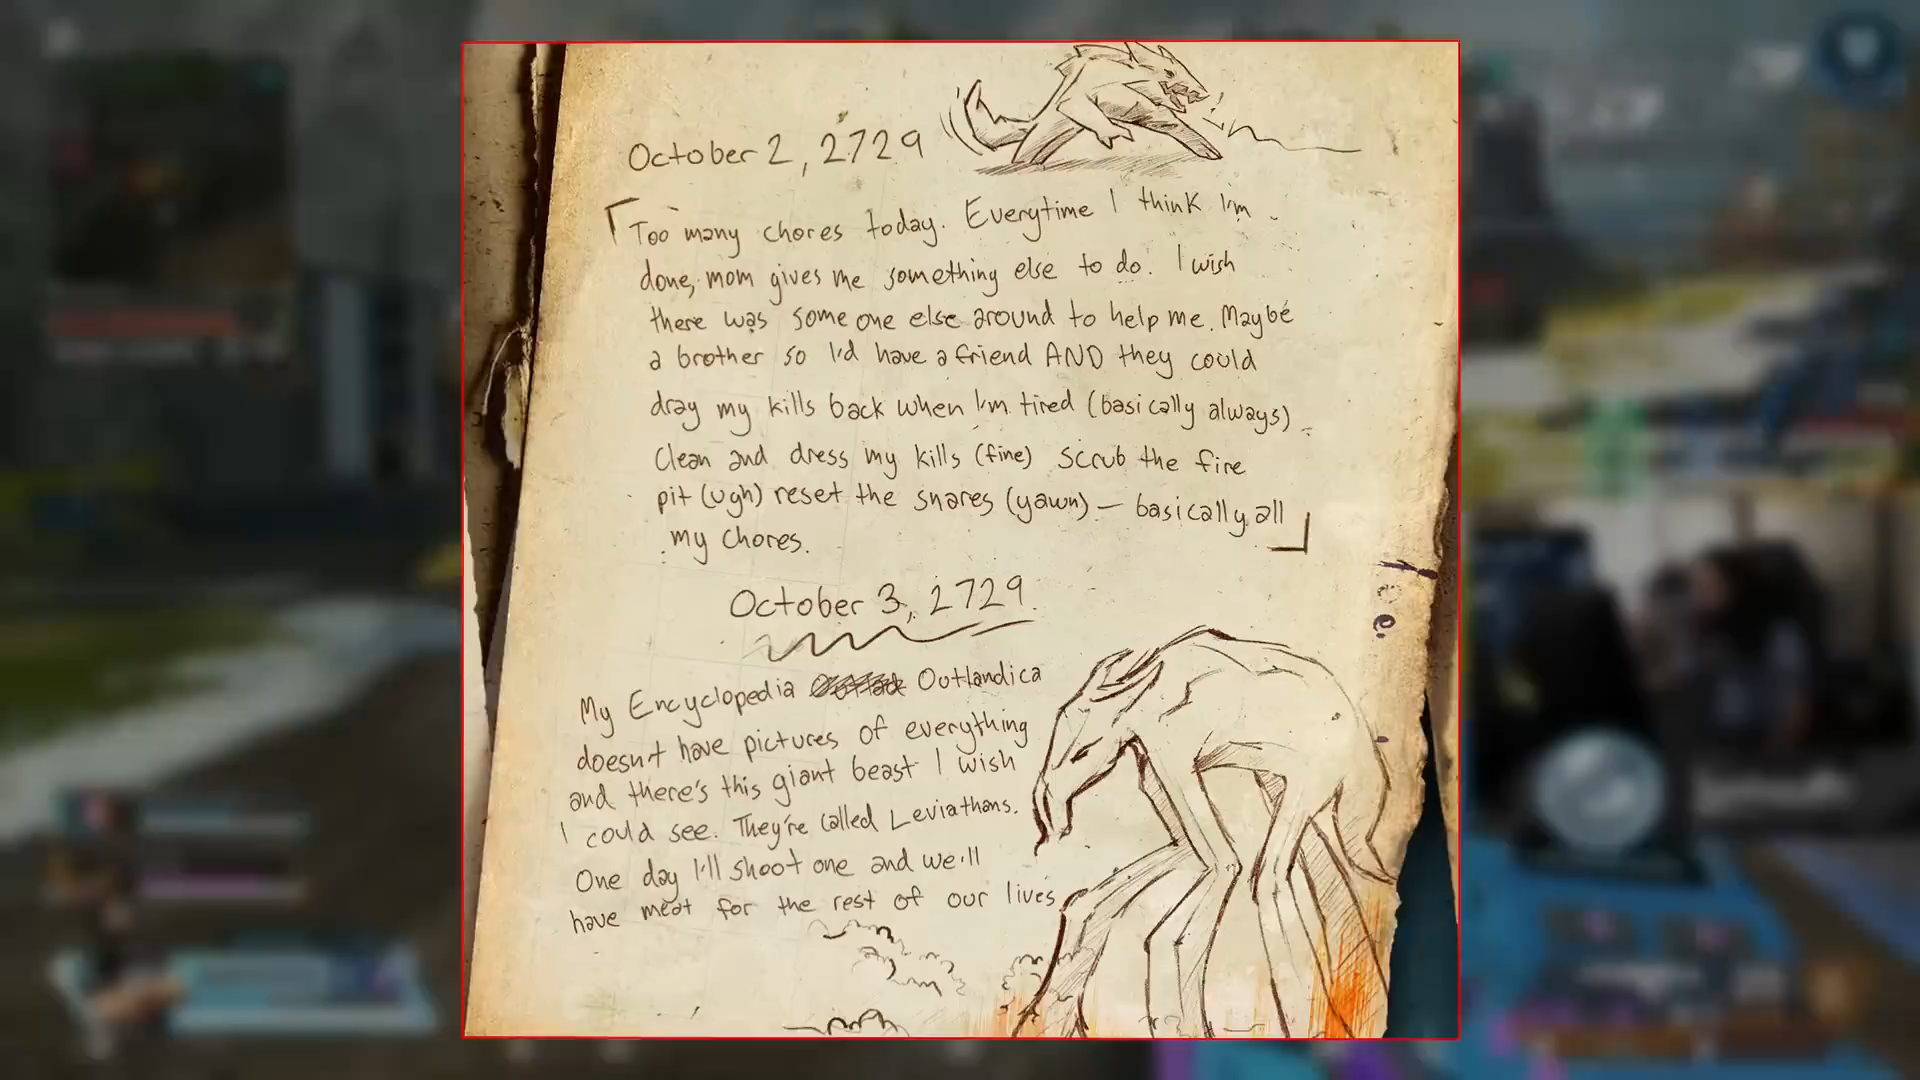 October 2, 2729
Too many chores today. Everytime I think I'm
done, mom gives me something else to do. I wish
there was someone else around to help me. Maybe
a brother so I'd have a friend AND they could
drag my kills back when I'm tired (basically always)
Clean and dress my kills (fine) scrub the fire
pit (ugh) reset the snares (yawn) — basically all
my chores.
October 3, 2729
My Encyclopedia Outlandica
doesn't have pictures of everything
and there's this giant beast I wish
I could see. They're called Leviathans.
One day I'll shoot one and we'll
have meat for the rest of our lives